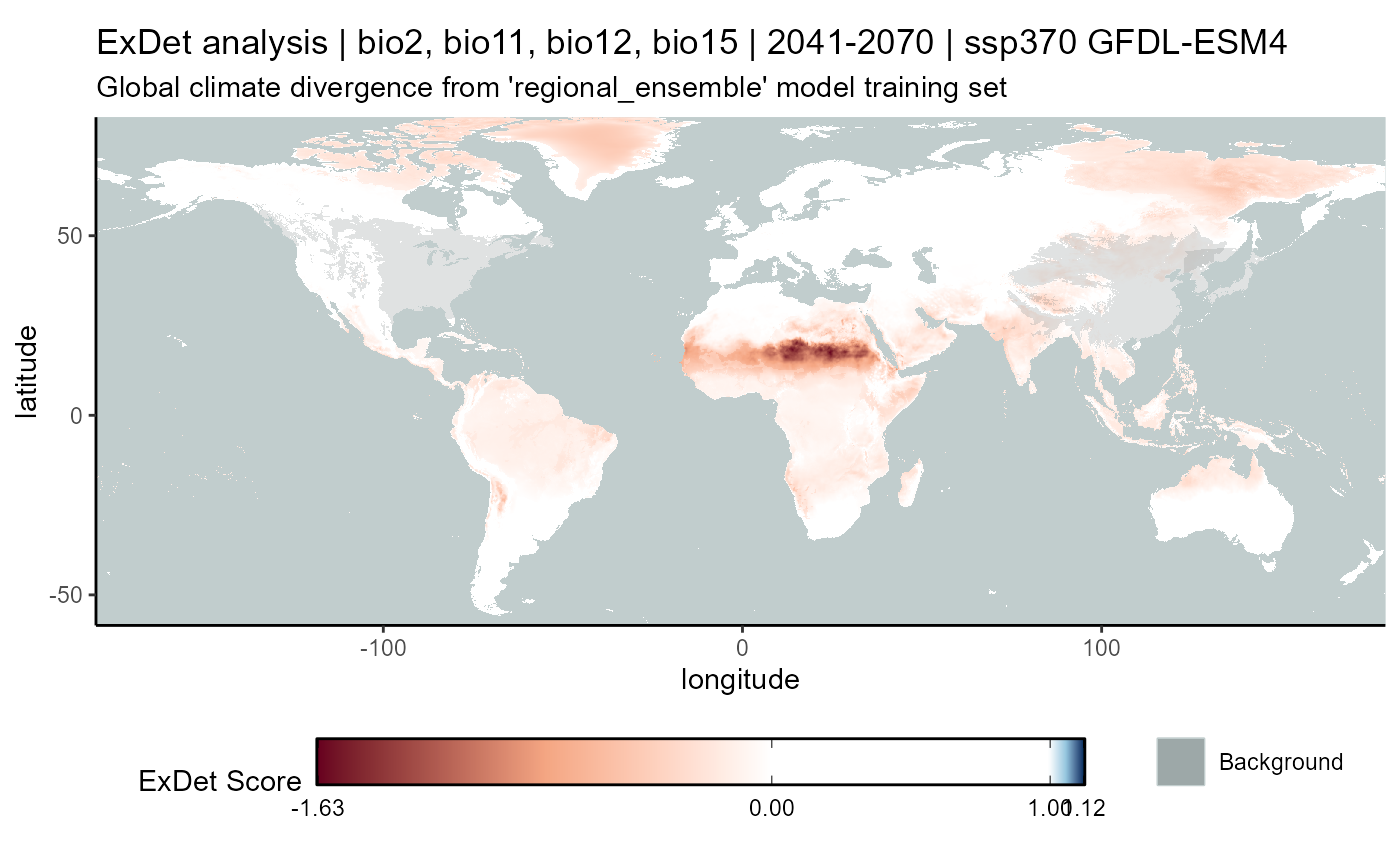 ExDet analysis | bio2, bio11, bio12, bio15 | 2041-2070 | ssp370 GFDL-ESM4
Global climate divergence from 'regional_ensemble' model training set
latitude
50
0
-50
-100
0
100
longitude
ExDet Score
-1.63
0.00
1.00
1.12
Background